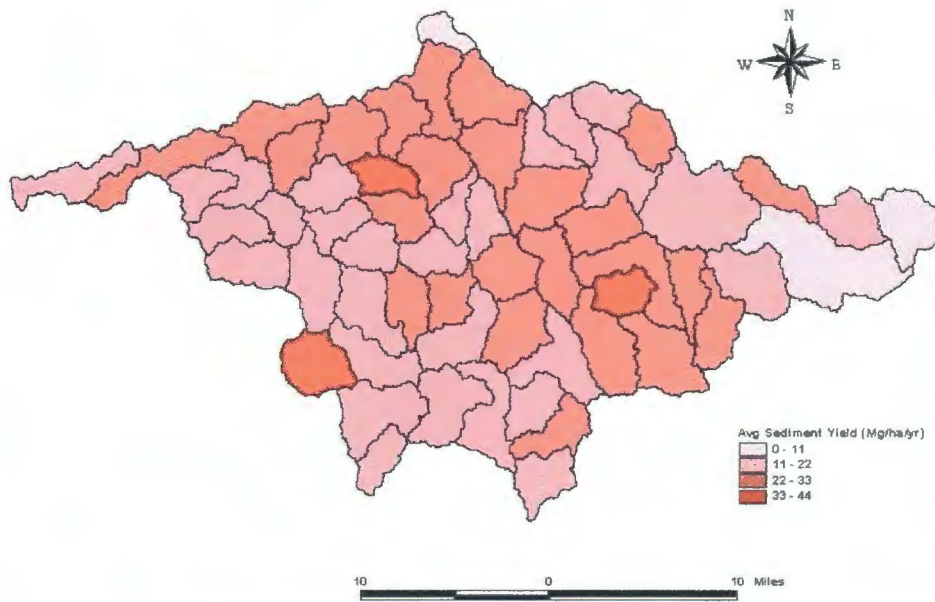 N
W B
S
Avg Sediment Yield (Mg/ha/yr)
0 - 11
11 - 22
22 - 33
33 - 44
10 0 10 Miles